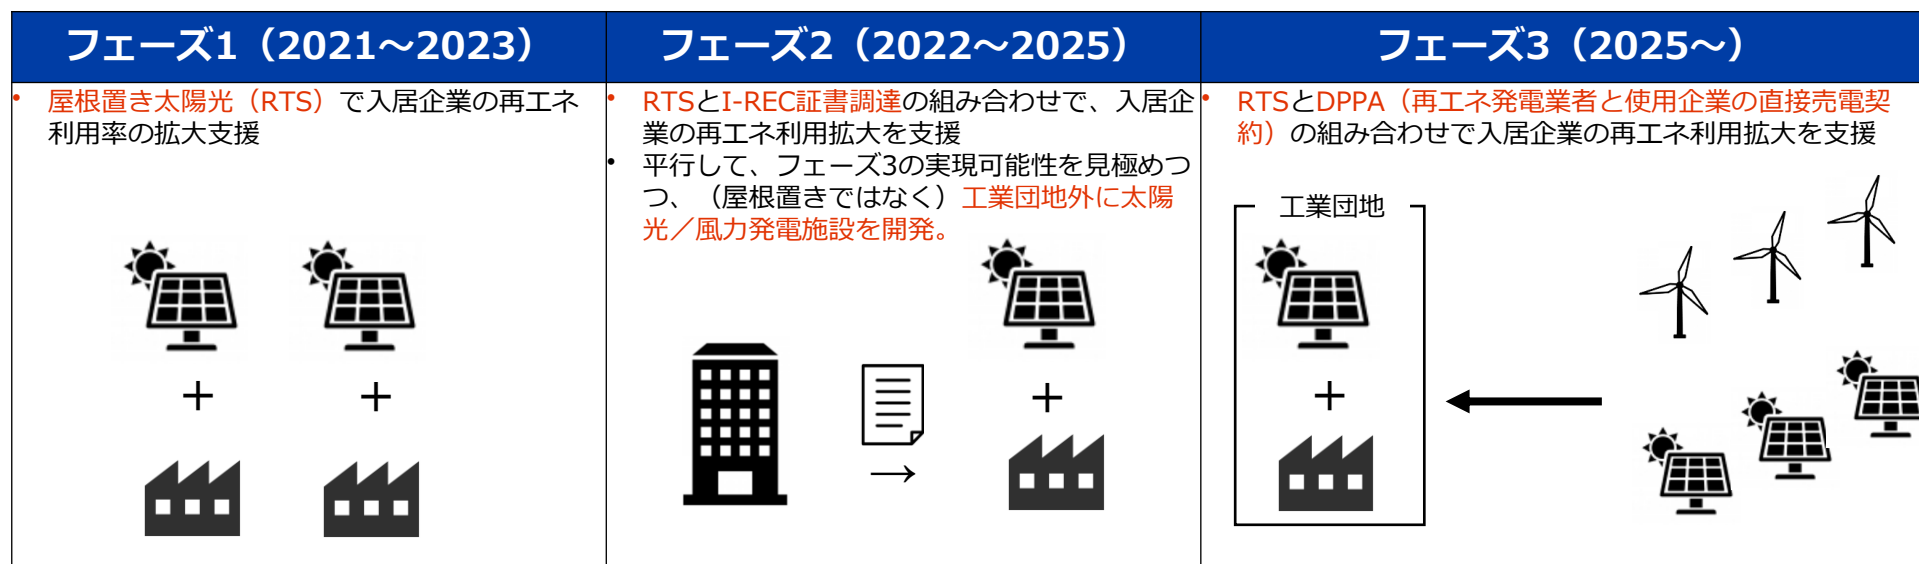 フェーズ1（2021～2023）
• 屋根置き太陽光（RTS）で入居企業の再エネ
利用率の拡大支援
フェーズ2（2022～2025）
• RTSとI-REC証書調達の組み合わせで、入居企
業の再エネ利用拡大を支援
• 平行して、フェーズ3の実現可能性を見極めつ
つ、（屋根置きではなく）工業団地外に太陽
光／風力発電施設を開発。
→
フェーズ3（2025～）
• RTSとDPPA（再エネ発電業者と使用企業の直接売電契
約）の組み合わせで入居企業の再エネ利用拡大を支援
工業団地
+
+
+
+